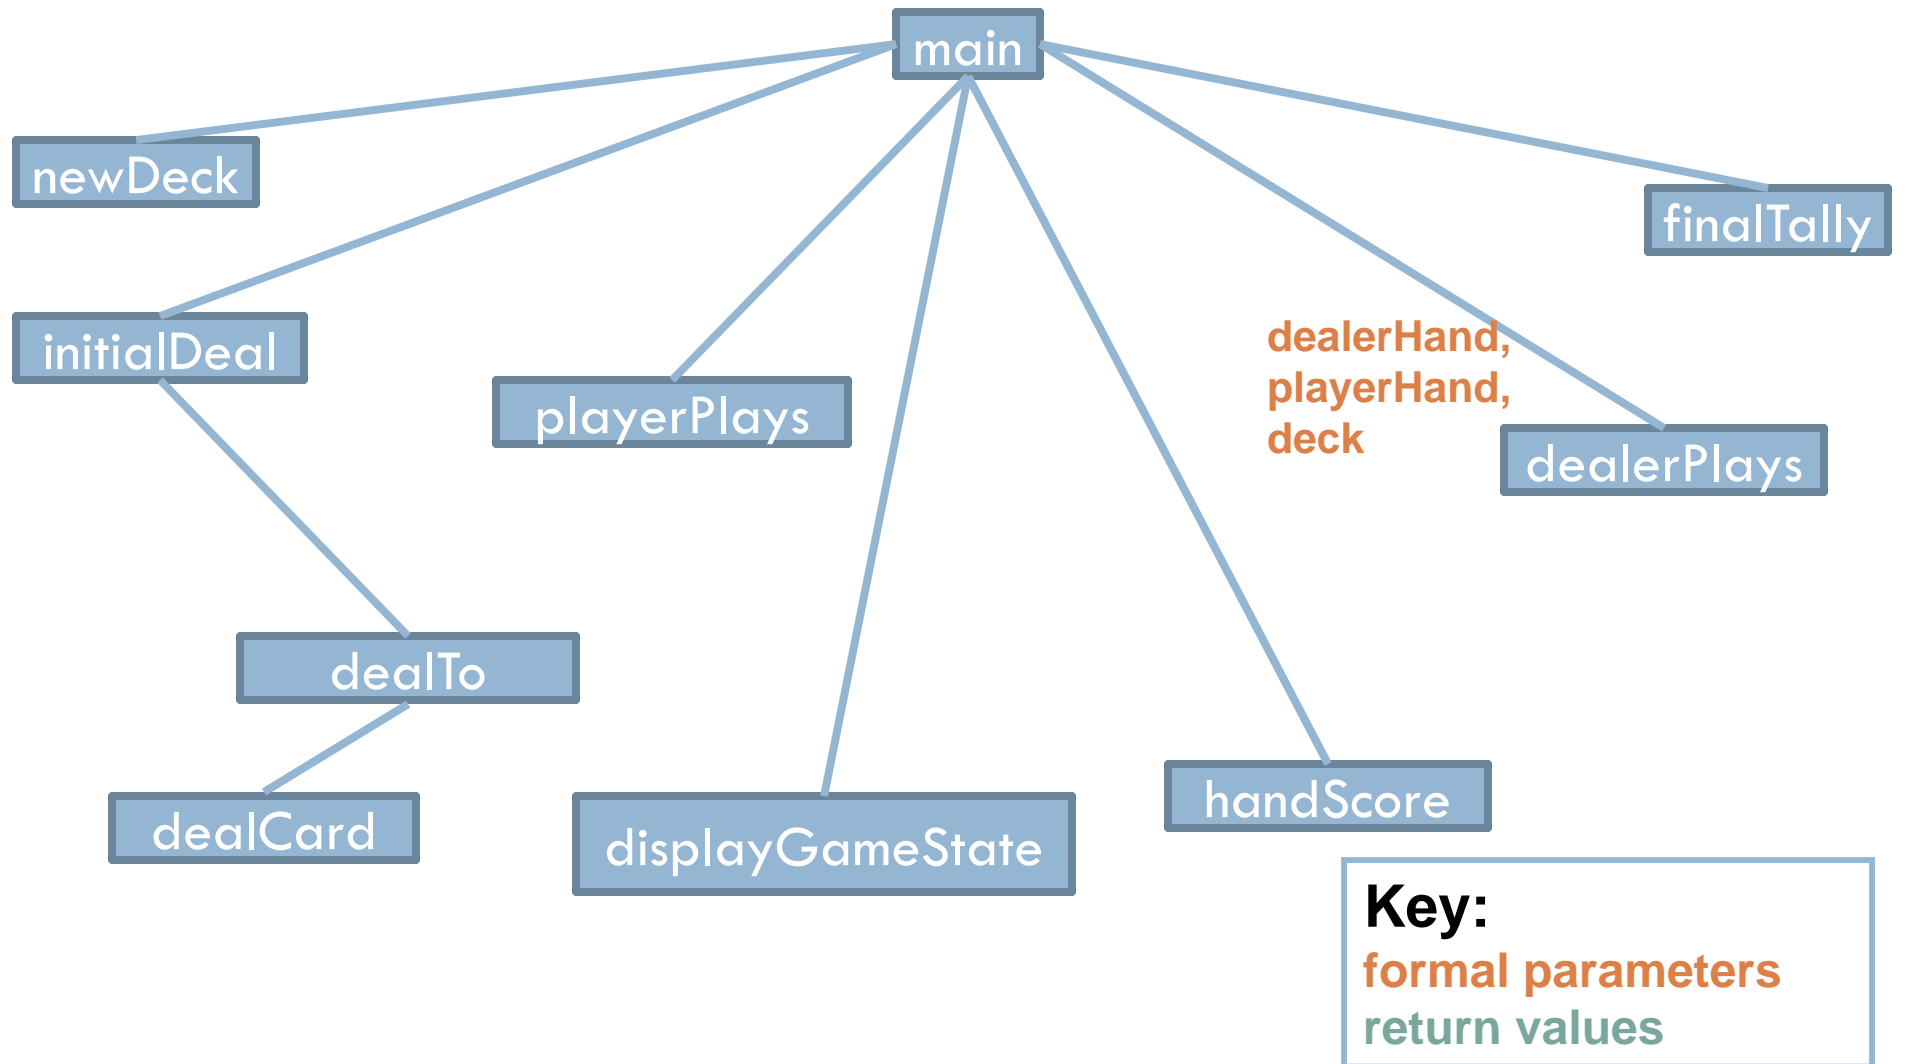 main
newDeck
finalTally
initialDeal
dealerHand,
playerHand,
deck
playerPlays
dealerPlays
dealTo
dealCard
displayGameState
handScore
Key:
formal parameters
return values